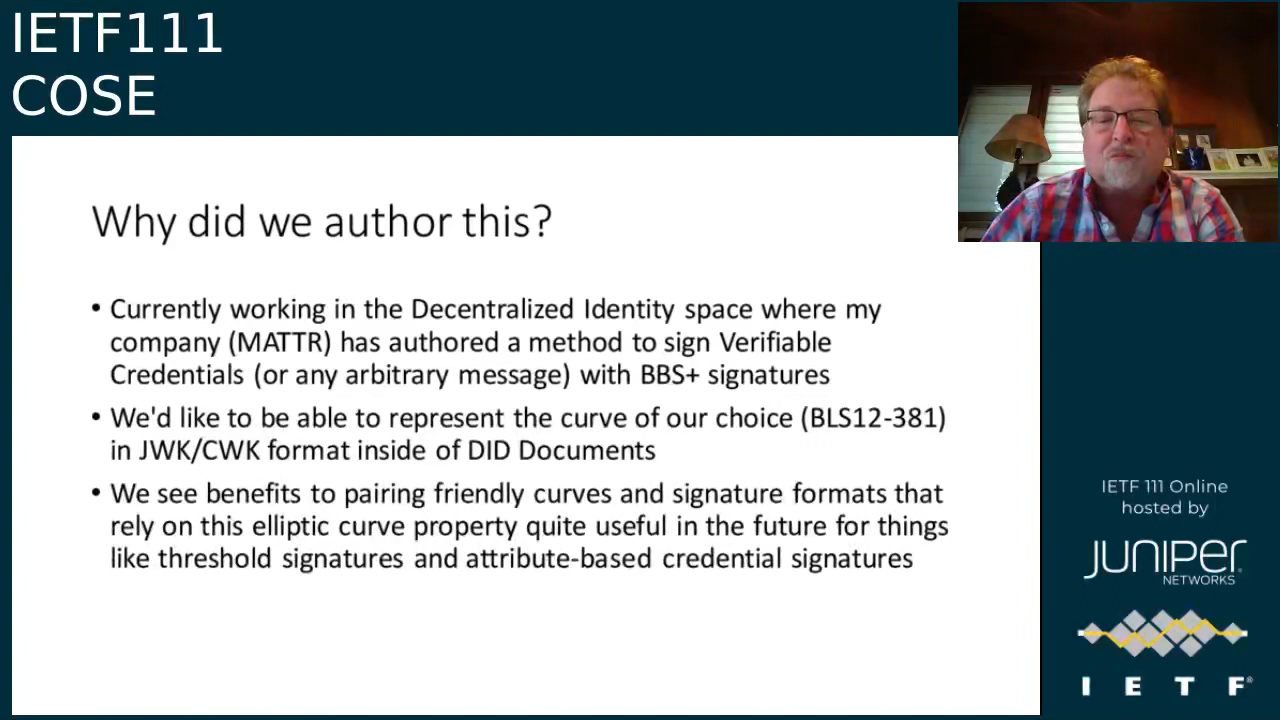 IETF111
COSE
Why did we author this?
• Currently working in the Decentralized Identity space where my
company (MATTR) has authored a method to sign Verifiable
Credentials (or any arbitrary message) with BBS+ signatures
• We'd like to be able to represent the curve of our choice (BLS12-381)
in JWK/CWK format inside of DID Documents
• We see benefits to pairing friendly curves and signature formats that
rely on this elliptic curve property quite useful in the future for things
like threshold signatures and attribute-based credential signatures
IETF 111 Online
hosted by
JUNIPER
NETWORKS
I E T F®